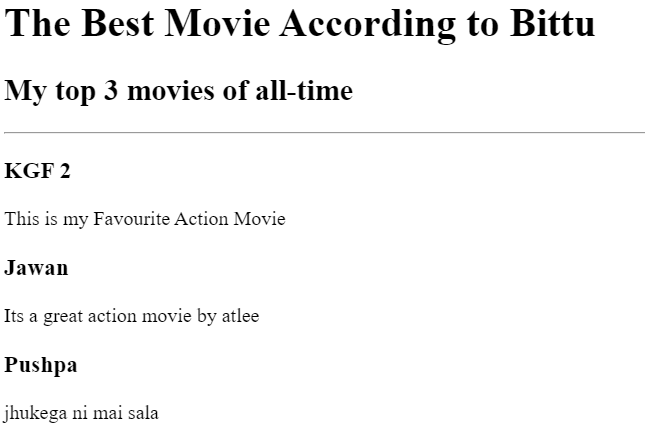 The Best Movie According to Bittu
My top 3 movies of all-time
KGF 2
This is my Favourite Action Movie
Jawan
Its a great action movie by atlee
Pushpa
jhukega ni mai sala